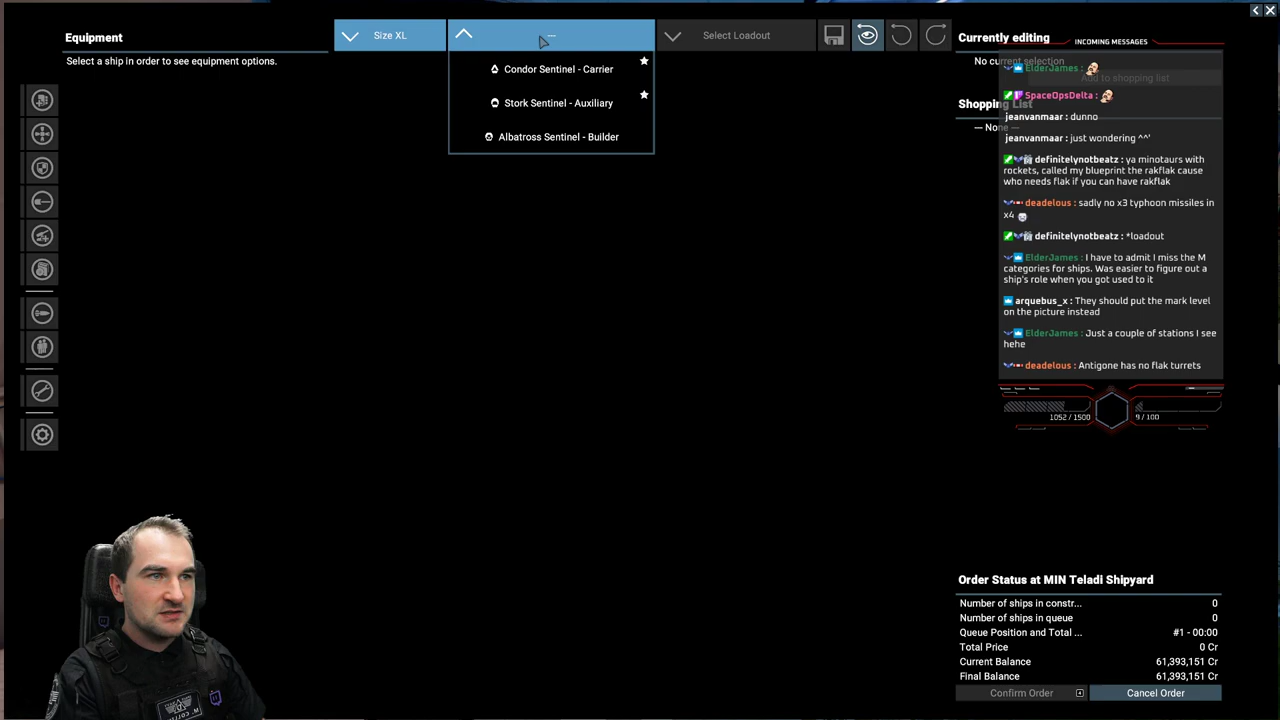 Equipment
Select a ship in order to see equipment options.
Size XL
---
Select Loadout
Condor Sentinel - Carrier
Stork Sentinel - Auxiliary
Albatross Sentinel - Builder
Currently editing
No current selection
Add to shopping list
Shopping List
— None —
INCOMING MESSAGES
ElderJames :
SpaceOpsDelta :
jeanvanmaar : dunno
jeanvanmaar : just wondering ^^'
definitelynotbeatz : ya minotaurs with
rockets, called my blueprint the rakflak cause
who needs flak if you can have rakflak
deadelous : sadly no x3 typhoon missiles in
x4
definitelynotbeatz : *loadout
ElderJames : I have to admit I miss the M
categories for ships. Was easier to figure out a
ship's role when you got used to it
arquebus_x : They should put the mark level
on the picture instead
ElderJames : Just a couple of stations I see
hehe
deadelous : Antigone has no flak turrets
1052 / 1500
9 / 100
Order Status at MIN Teladi Shipyard
Number of ships in constr... 0
Number of ships in queue 0
Queue Position and Total ... #1 - 00:00
Total Price 0 Cr
Current Balance 61,393,151 Cr
Final Balance 61,393,151 Cr
Confirm Order
Cancel Order